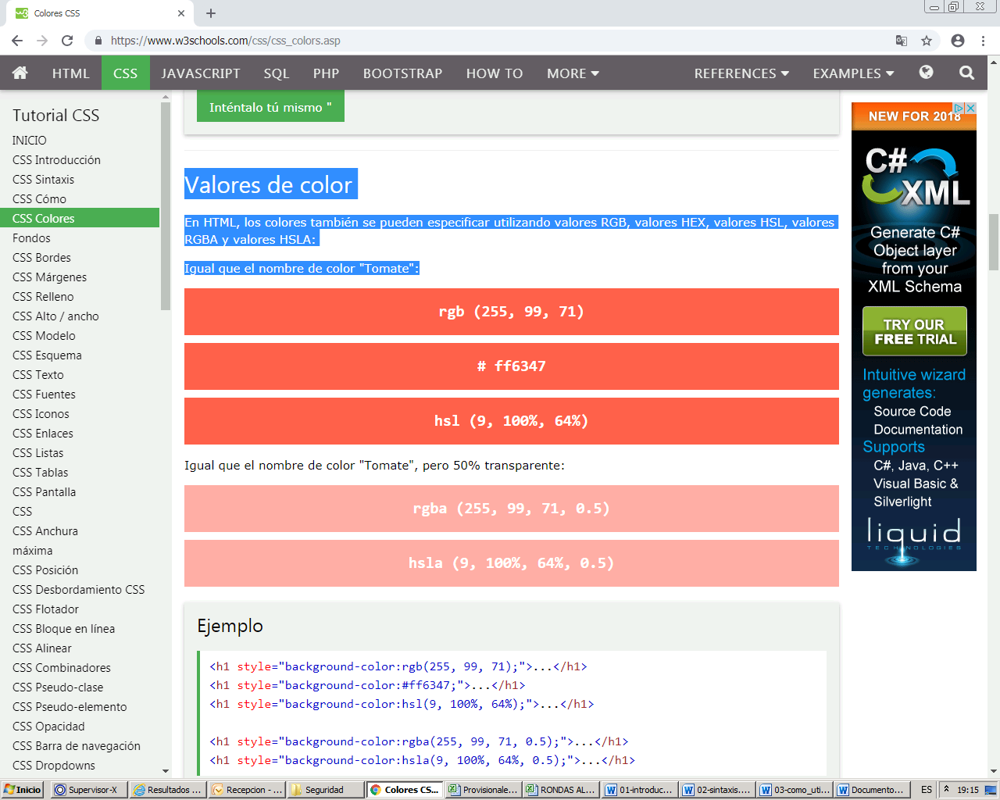 Colores CSS
https://www.w3schools.com/css/css_colors.asp
HTML CSS JAVASCRIPT SQL PHP BOOTSTRAP HOW TO MORE REFERENCES EXAMPLES
Tutorial CSS
INICIO
CSS Introducción
CSS Sintaxis
CSS Cómo
CSS Colores
Fondos
CSS Bordes
CSS Márgenes
CSS Relleno
CSS Alto / ancho
CSS Modelo
CSS Esquema
CSS Texto
CSS Fuentes
CSS Iconos
CSS Enlaces
CSS Listas
CSS Tablas
CSS Pantalla
CSS
CSS Anchura
máxima
CSS Posición
CSS Desbordamiento CSS
CSS Flotador
CSS Bloque en línea
CSS Alinear
CSS Combinadores
CSS Pseudo-clase
CSS Pseudo-elemento
CSS Opacidad
CSS Barra de navegación
CSS Dropdowns
Inténtalo tú mismo "
Valores de color
En HTML, los colores también se pueden especificar utilizando valores RGB, valores HEX, valores HSL, valores
RGBA y valores HSLA:
Igual que el nombre de color "Tomate":
rgb (255, 99, 71)
# ff6347
hsl (9, 100%, 64%)
Igual que el nombre de color "Tomate", pero 50% transparente:
rgba (255, 99, 71, 0.5)
hsla (9, 100%, 64%, 0.5)
Ejemplo
<h1 style="background-color:rgb(255, 99, 71);">...</h1>
<h1 style="background-color:#ff6347;">...</h1>
<h1 style="background-color:hsl(9, 100%, 64%);">...</h1>
<h1 style="background-color:rgba(255, 99, 71, 0.5);">...</h1>
<h1 style="background-color:hsla(9, 100%, 64%, 0.5);">...</h1>
NEW FOR 2018
C#
XML
Generate C#
Object layer
from your
XML Schema
TRY OUR
FREE TRIAL
Intuitive wizard
generates:
Source Code
Documentation
Supports
C#, Java, C++
Visual Basic &
Silverlight
liquid
TECHNOLOGIES
Inicio Supervisor-X Resultados ... Recepcion - ... Seguridad Colores CS... Provisionale... RONDAS AL... 01-introduc... 02-sintaxis.... 03-como_uti... Documento... ES 19:15